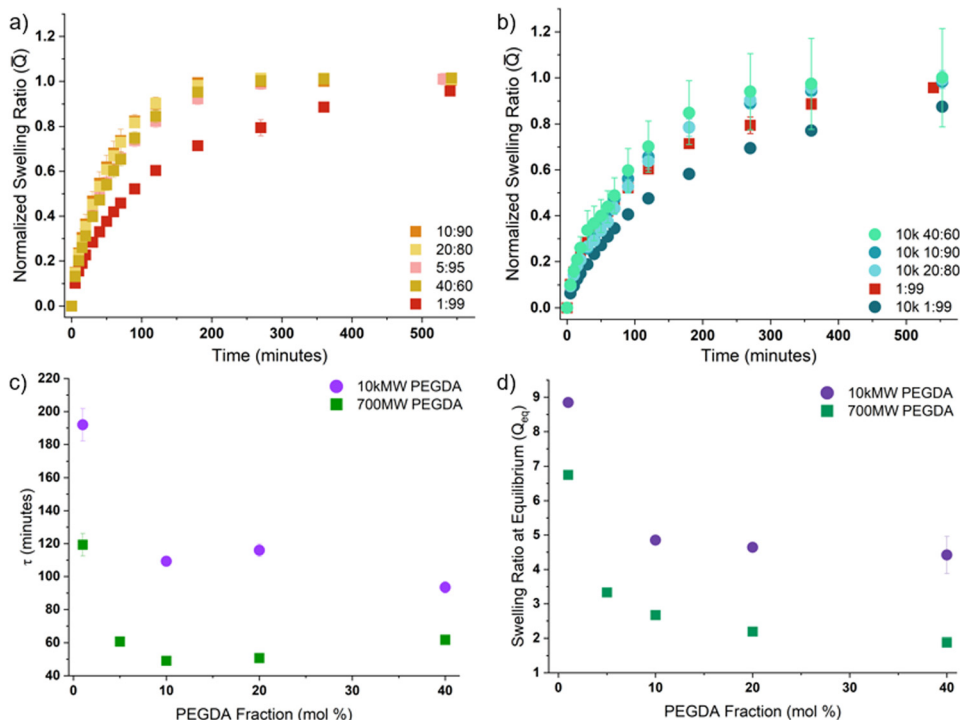 a)
Normalized Swelling Ratio (Q̅)
1.0
0.8
0.6
0.4
0.2
0.0
10:90
20:80
5:95
40:60
1:99
0 100 200 300 400 500
Time (minutes)
b)
Normalized Swelling Ratio (Q̅)
1.2
1.0
0.8
0.6
0.4
0.2
0.0
10k 40:60
10k 10:90
10k 20:80
1:99
10k 1:99
0 100 200 300 400 500
Time (minutes)
c)
τ (minutes)
220
200
180
160
140
120
100
80
60
40
10kMW PEGDA
700MW PEGDA
0 10 20 30 40
PEGDA Fraction (mol %)
d)
Swelling Ratio at Equilibrium (Qeq)
9
8
7
6
5
4
3
2
1
10kMW PEGDA
700MW PEGDA
0 10 20 30 40
PEGDA Fraction (mol %)